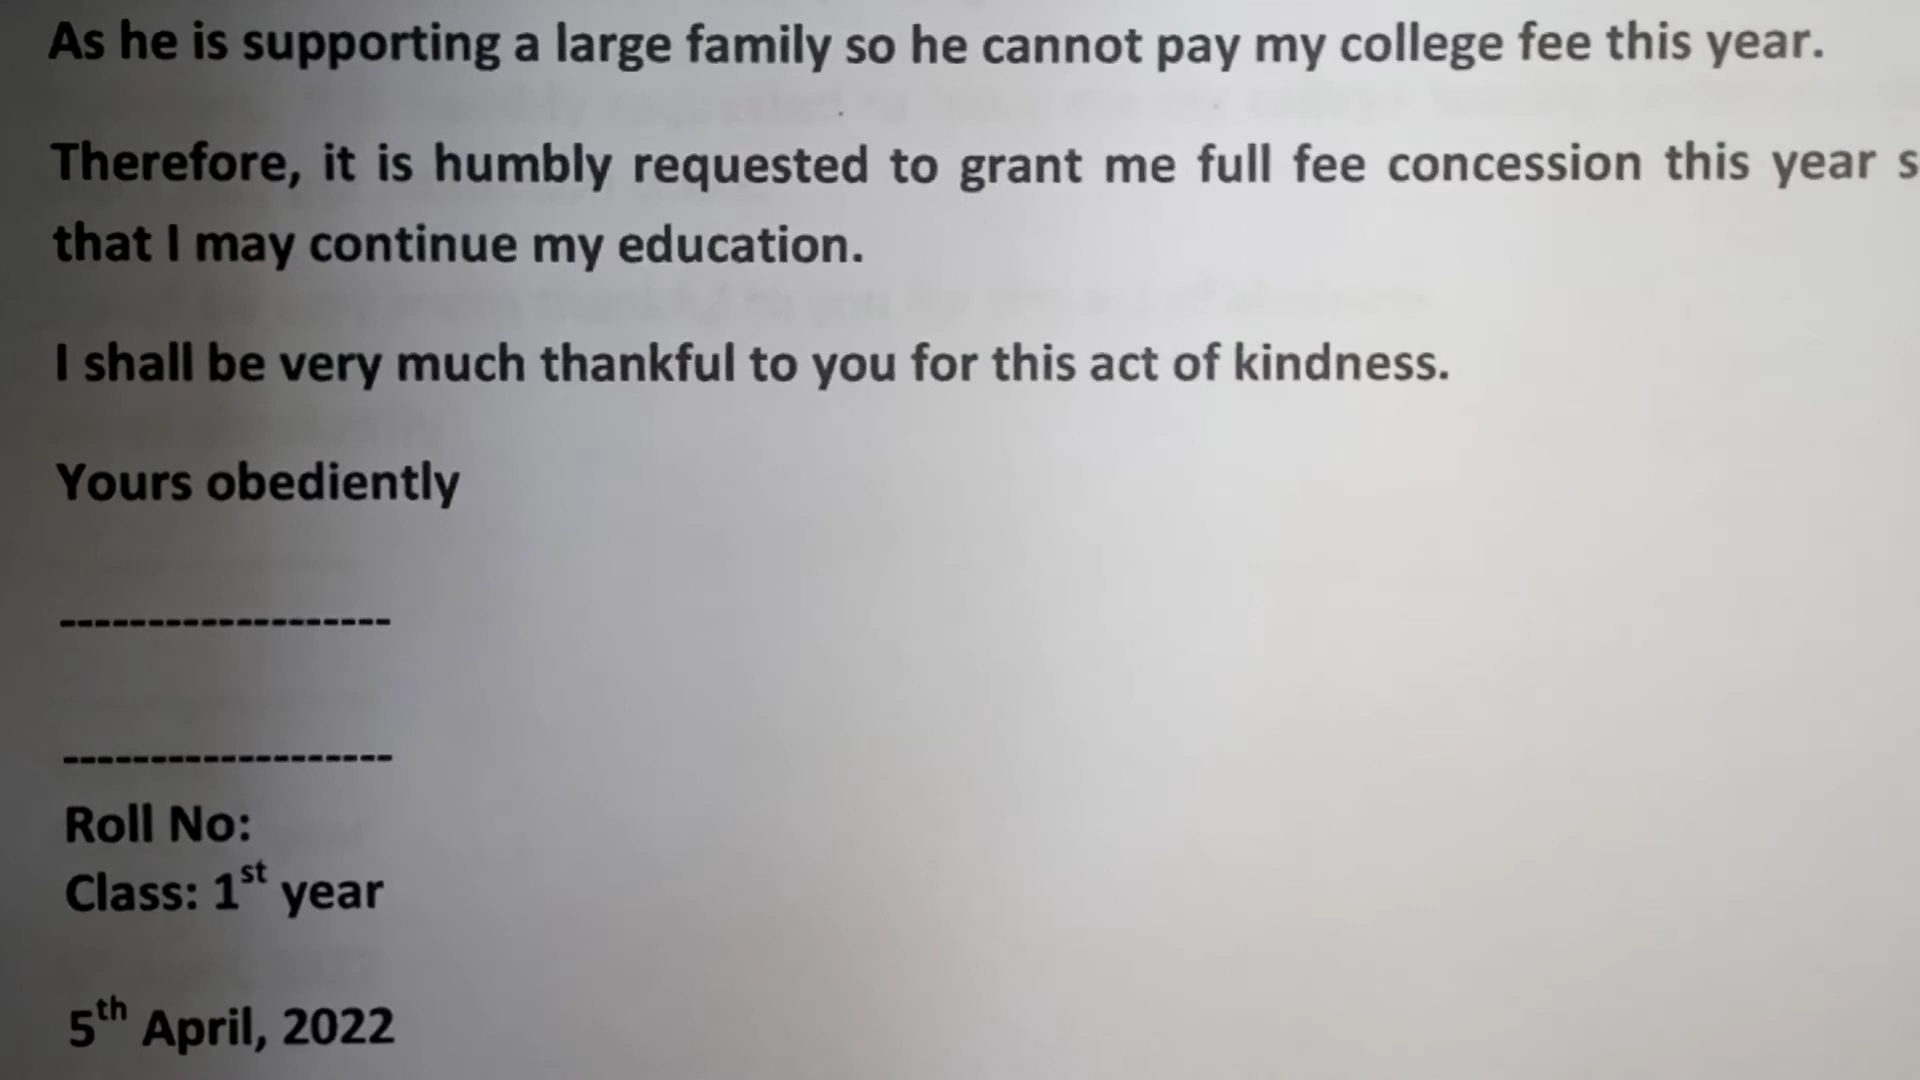 As he is supporting a large family so he cannot pay my college fee this year.
Therefore, it is humbly requested to grant me full fee concession this year s
that I may continue my education.
I shall be very much thankful to you for this act of kindness.
Yours obediently
-------------------
-------------------
Roll No:
Class: 1st year
5th April, 2022